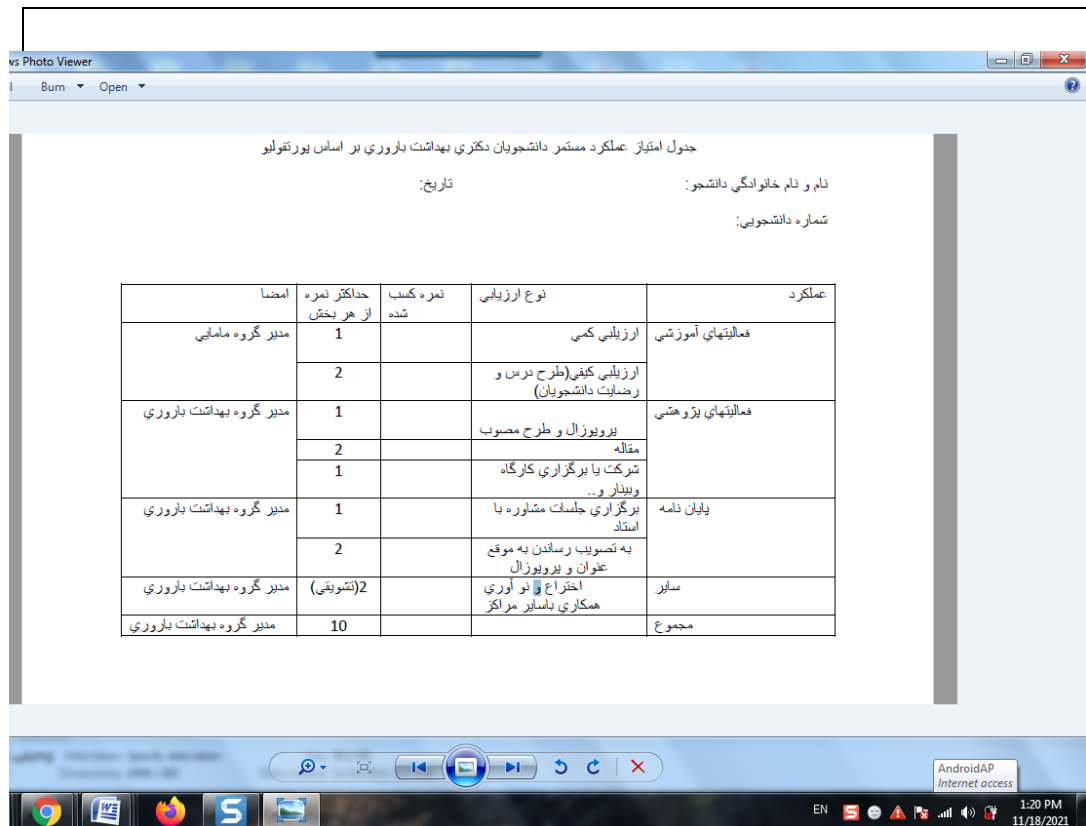 ws Photo Viewer
Burn
Open
جدول امتياز عملكرد مستمر دانشجويان دكتري بهداشت باروري بر اساس پورتفوليو
نام و نام خانوادگي دانشجو: تاريخ:
شماره دانشجويي:
عملكرد نوع ارزيابي نمره كسب شده حداكثر نمره از هر بخش امضا
فعاليتهاي آموزشي ارزيلبي كمي 1 مدير گروه مامايي
ارزيلبي كيفي(طرح درس و رضايت دانشجويان) 2
فعاليتهاي پژوهشي پروپوزال و طرح مصوب 1 مدير گروه بهداشت باروري
مقاله 2
شركت يا برگزاري كارگاه وبينار و.. 1
پايان نامه برگزاري جلسات مشاوره با استاد 1 مدير گروه بهداشت باروري
به تصويب رساندن به موقع عنوان و پروپوزال 2
ساير اختراع و نو آوري همكاري باساير مراكز 2(تشويقي) مدير گروه بهداشت باروري
مجموع 10 مدير گروه بهداشت باروري
AndroidAP
Internet access
EN
1:20 PM
11/18/2021